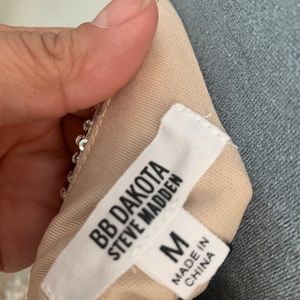 BB DAKOTA
STEVE MADDEN
M
MADE IN
CHINA